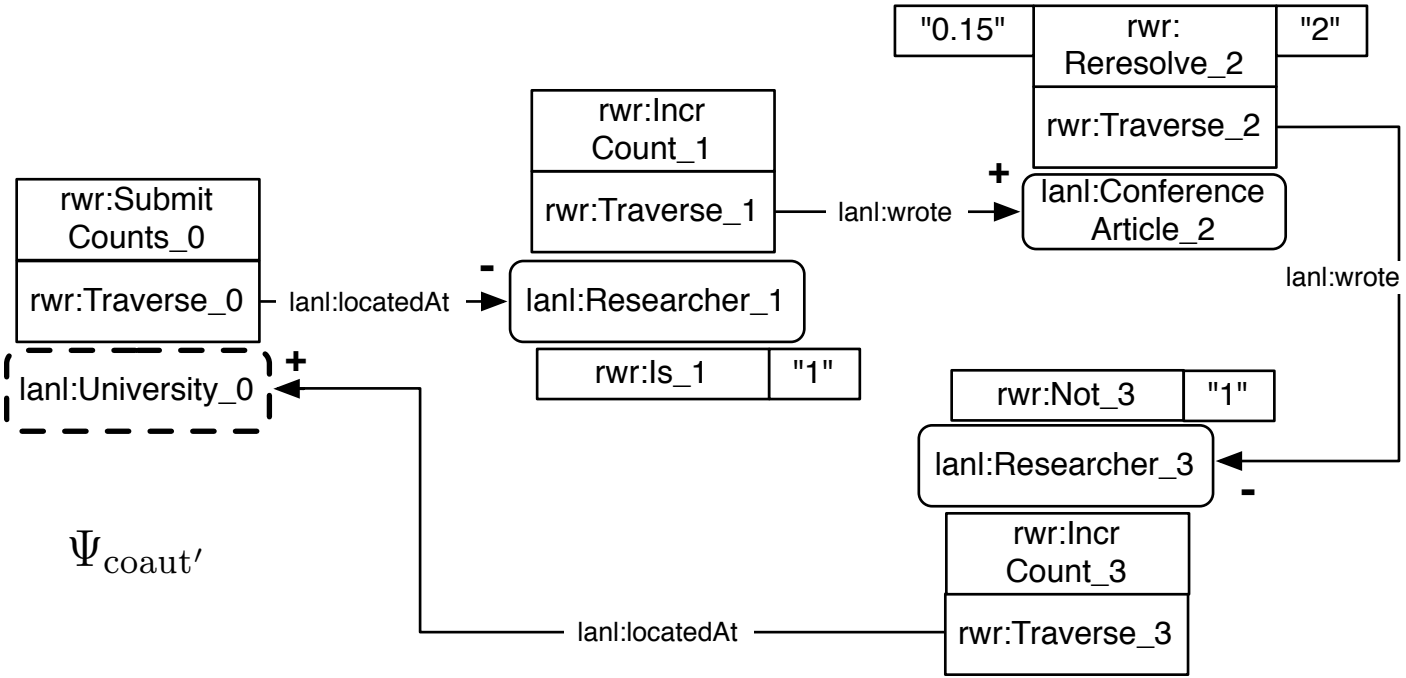 "0.15"
rwr:
Reresolve_2
"2"
rwr:Traverse_2
rwr:Incr
Count_1
rwr:Traverse_1
lanl:wrote
+
lanl:Conference
Article_2
rwr:Submit
Counts_0
rwr:Traverse_0
lanl:locatedAt
-
lanl:Researcher_1
rwr:Is_1
"1"
lanl:wrote
+
lanl:University_0
rwr:Not_3
"1"
lanl:Researcher_3
-
rwr:Incr
Count_3
rwr:Traverse_3
lanl:locatedAt
Ψcoaut′